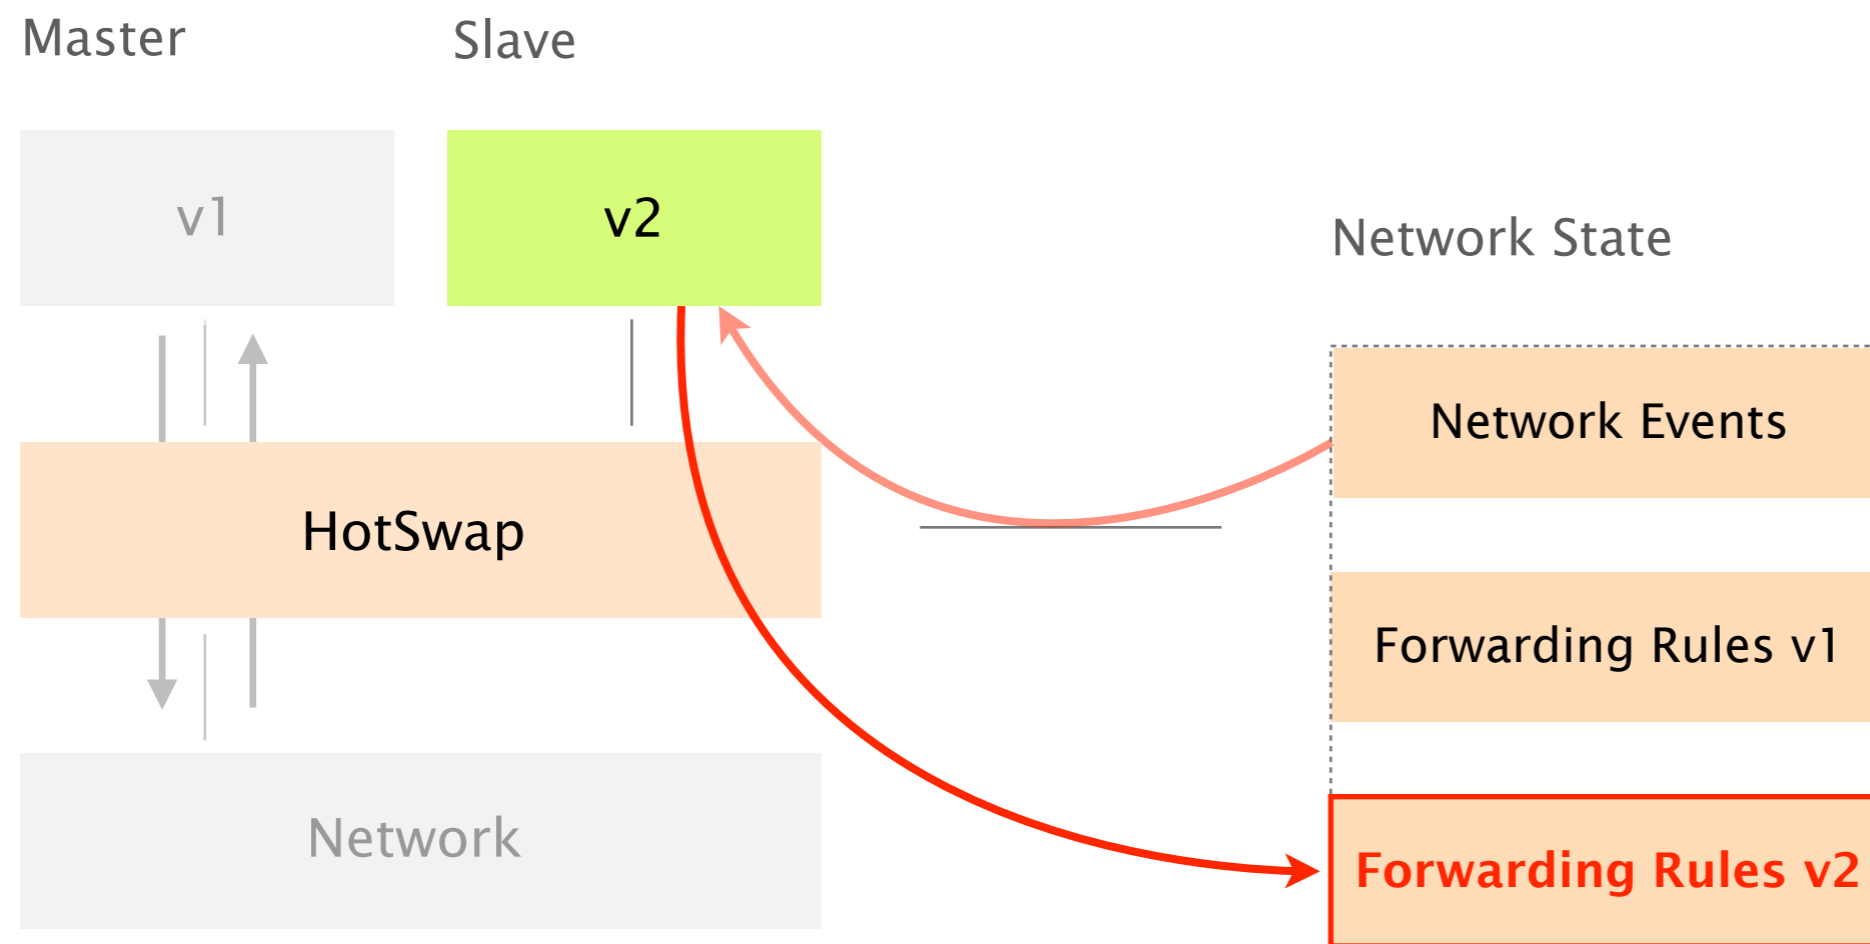 Master
Slave
v1
v2
Network State
Network Events
HotSwap
Forwarding Rules v1
Network
Forwarding Rules v2